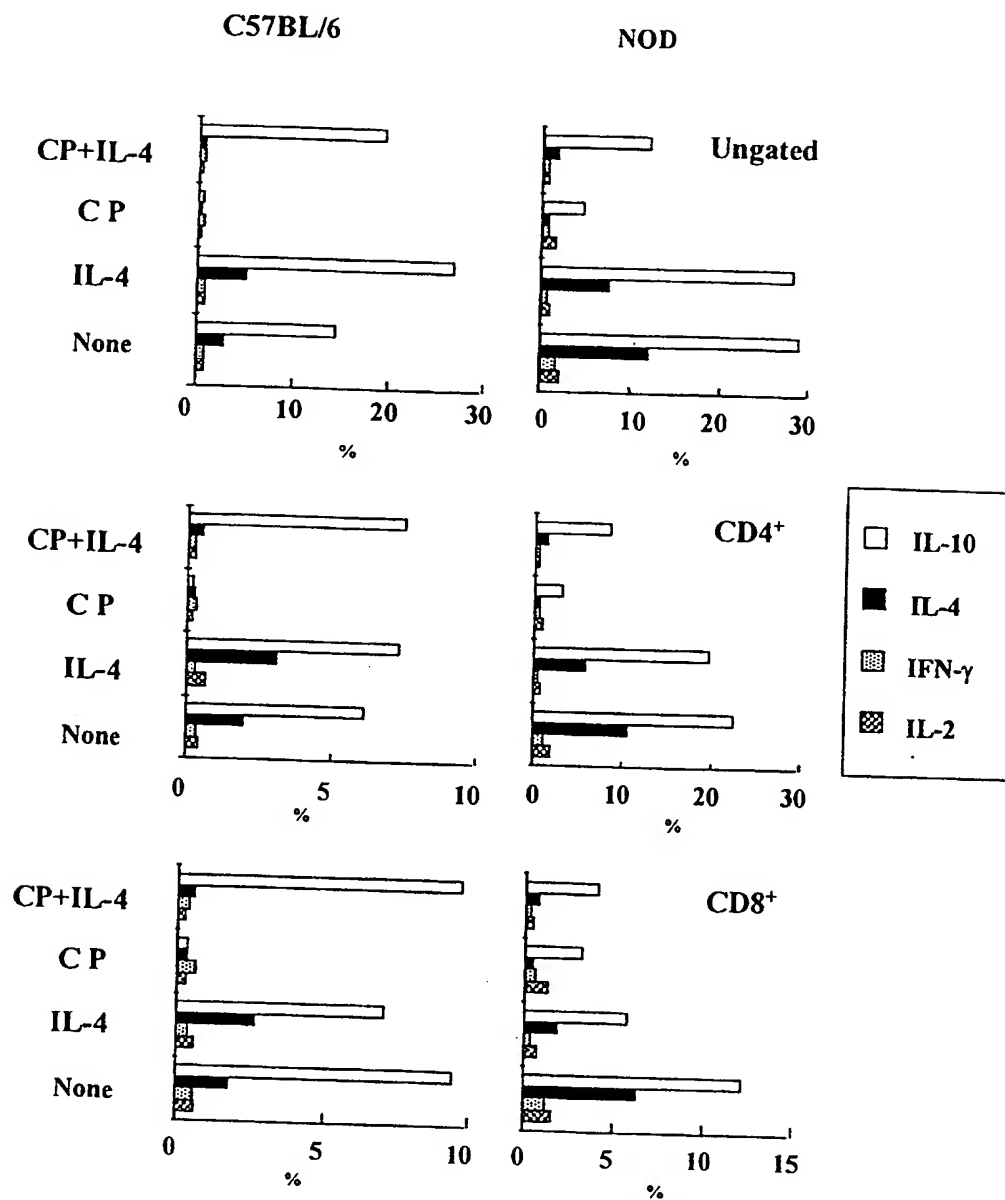 C57BL/6
NOD
Ungated
CP+IL-4
C P
IL-4
None
0 10 20 30
%
0 10 20 30
%
CD4+
CP+IL-4
C P
IL-4
None
0 5 10
%
0 10 20 30
%
IL-10
IL-4
IFN-γ
IL-2
CD8+
CP+IL-4
C P
IL-4
None
0 5 10
%
0 5 10 15
%